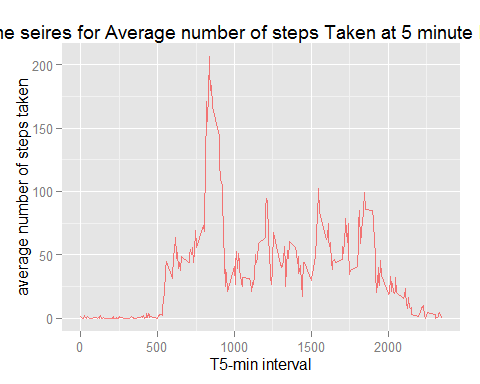 ne seires for Average number of steps Taken at 5 minute
200
150
100
50
0
average number of steps taken
0 500 1000 1500 2000
T5-min interval